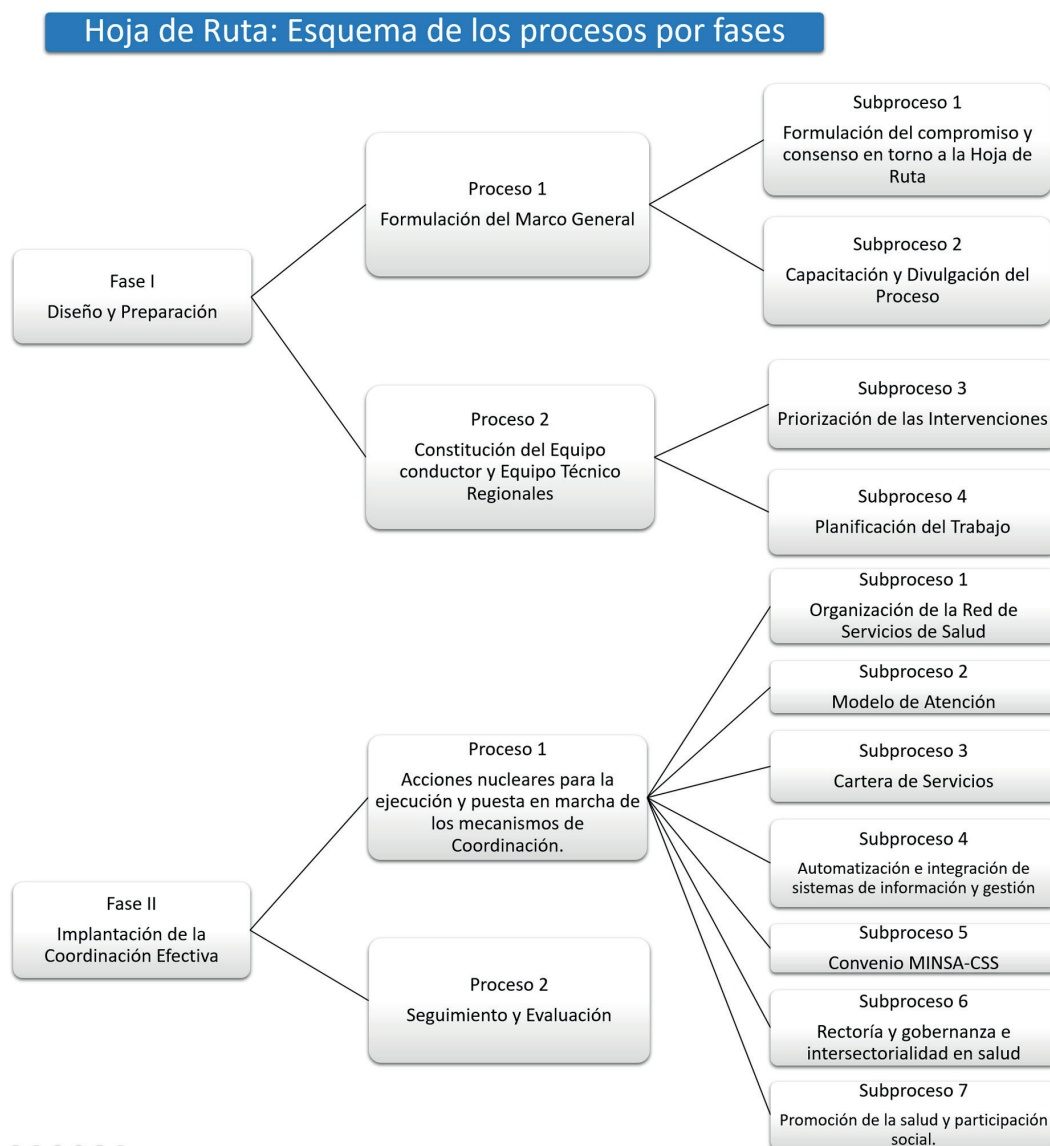 Hoja de Ruta: Esquema de los procesos por fases
Fase I
Diseño y Preparación
Proceso 1
Formulación del Marco General
Subproceso 1
Formulación del compromiso y
consenso en torno a la Hoja de
Ruta
Subproceso 2
Capacitación y Divulgación del
Proceso
Proceso 2
Constitución del Equipo
conductor y Equipo Técnico
Regionales
Subproceso 3
Priorización de las Intervenciones
Subproceso 4
Planificación del Trabajo
Fase II
Implantación de la
Coordinación Efectiva
Proceso 1
Acciones nucleares para la
ejecución y puesta en marcha de
los mecanismos de
Coordinación.
Subproceso 1
Organización de la Red de
Servicios de Salud
Subproceso 2
Modelo de Atención
Subproceso 3
Cartera de Servicios
Subproceso 4
Automatización e integración de
sistemas de información y gestión
Subproceso 5
Convenio MINSA-CSS
Subproceso 6
Rectoría y gobernanza e
intersectorialidad en salud
Subproceso 7
Promoción de la salud y participación
social.
Proceso 2
Seguimiento y Evaluación